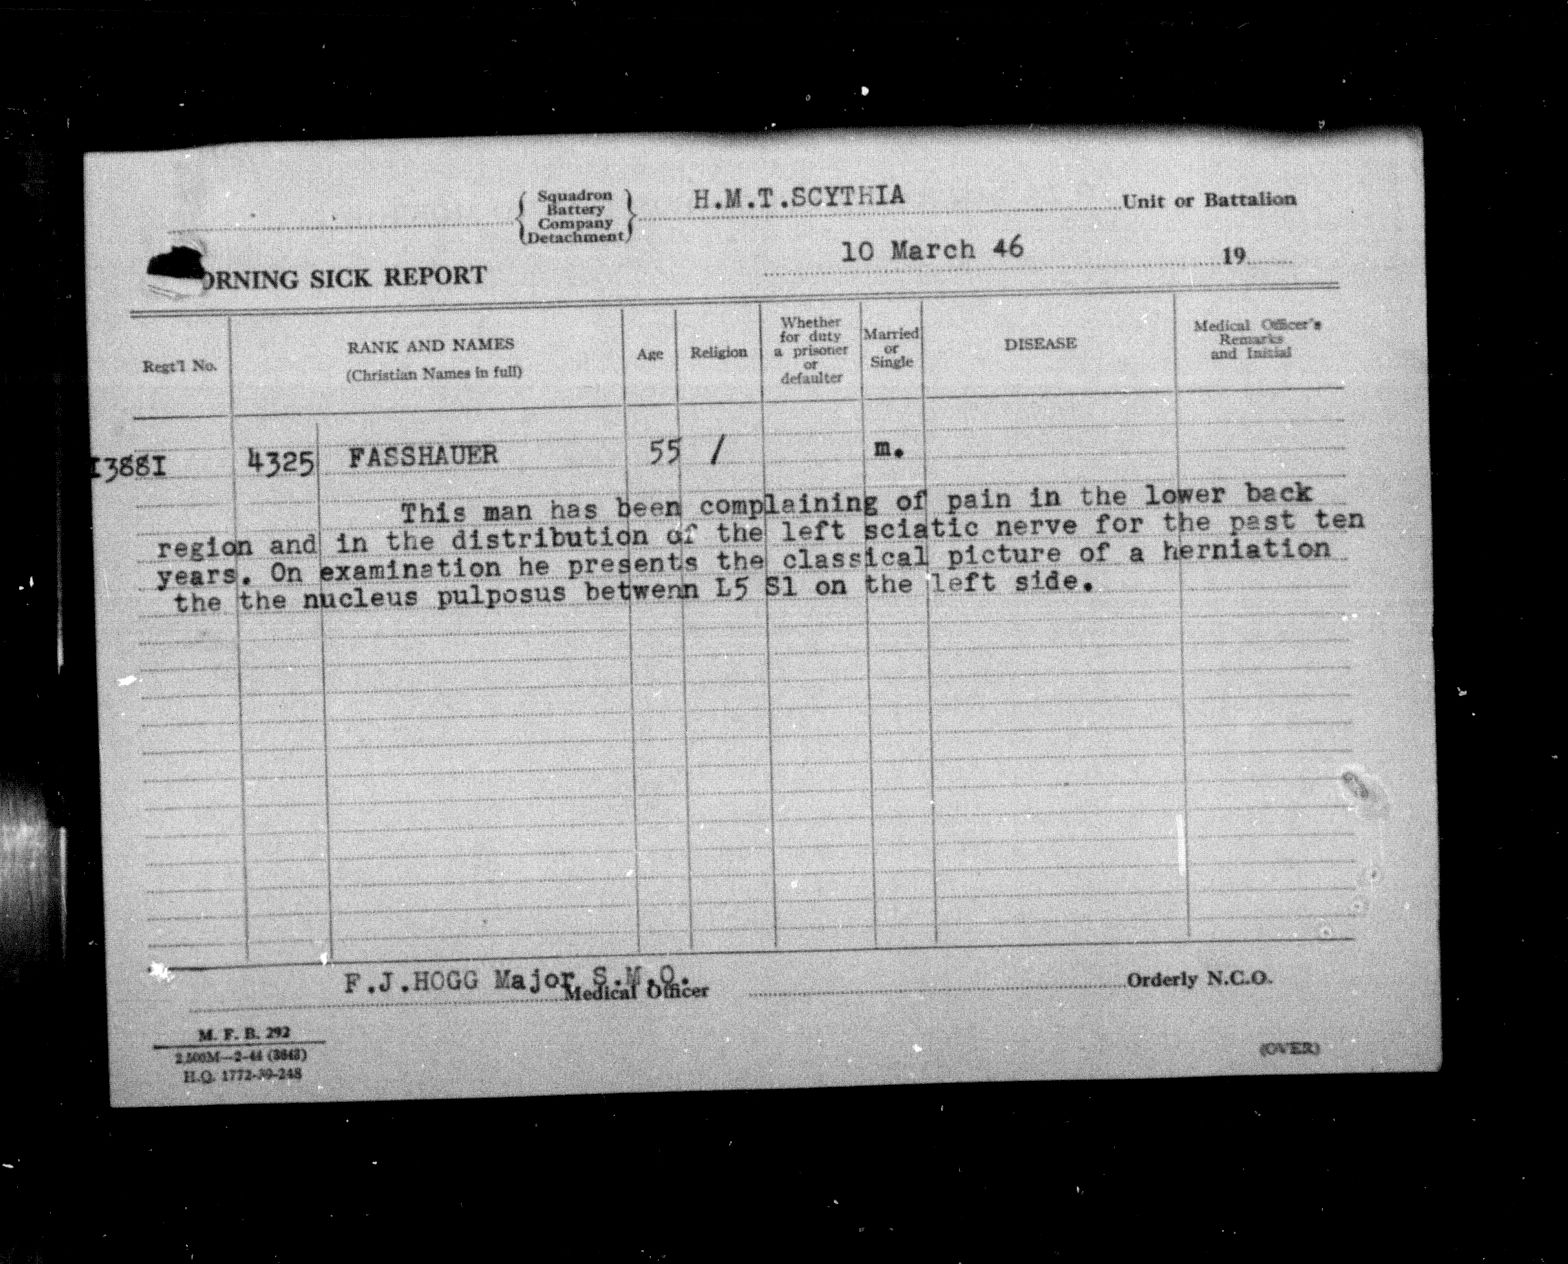 Squadron
Battery
Company
Detachment
H.M.T.SCYTHIA Unit or Battalion
10 March 46 19
ORNING SICK REPORT
Regt'l No.
RANK AND NAMES
(Christian Names in full)
Age
Religion
Whether
for duty
a prisoner
or
defaulter
Married
or
Single
DISEASE
Medical Officer's
Remarks
and Initial
I388I 4325 FASSHAUER 55 / m.
This man has been complaining of pain in the lower back
region and in the distribution of the left sciatic nerve for the past ten
years. On examination he presents the classical picture of a herniation
the the nucleus pulposus betwenn L5 S1 on the left side.
F.J.HOGG Major S.M.O.
Medical Officer
Orderly N.C.O.
M. F. B. 292
2,500M—2-44 (3843)
H.Q. 1772-39-248
(OVER)